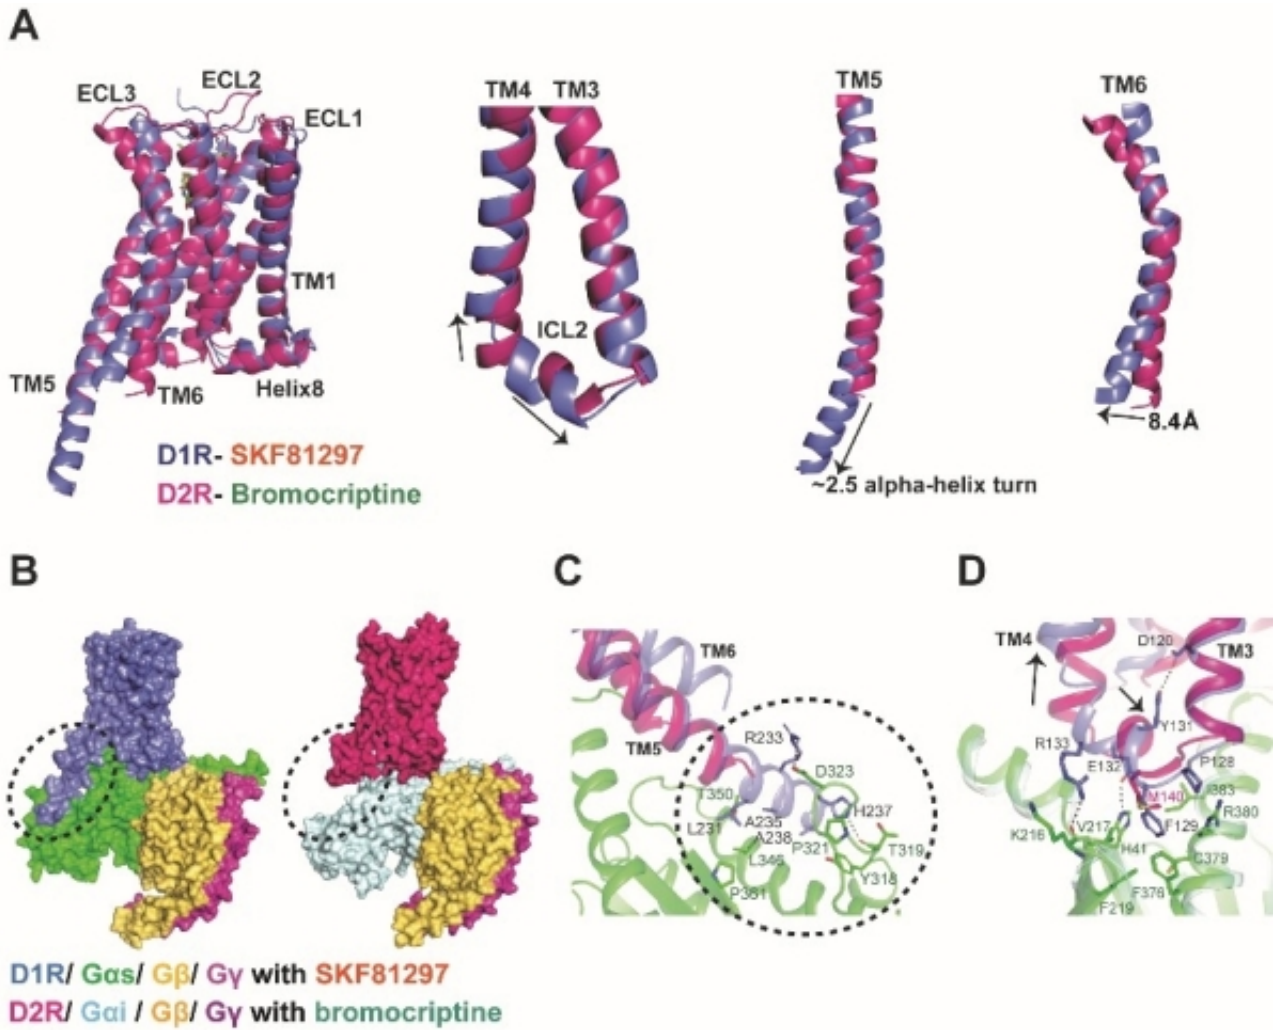 A
ECL3 ECL2 ECL1
TM5 TM6 Helix8 TM1
TM4 TM3
ICL2
TM5
~2.5 alpha-helix turn
TM6
8.4Å
D1R- SKF81297
D2R- Bromocriptine
B
D1R/ Gαs/ Gβ/ Gγ with SKF81297
D2R/ Gαi / Gβ/ Gγ with bromocriptine
C
TM6
TM5
R233
D323
T350
H237
L231 A235
A238
P321
T319
L346
Y318
D
TM4
D120
TM3
Y131
R133
E132
P128
M140
I383
R380
K216
V217
H41
F129
C379
F376
F219